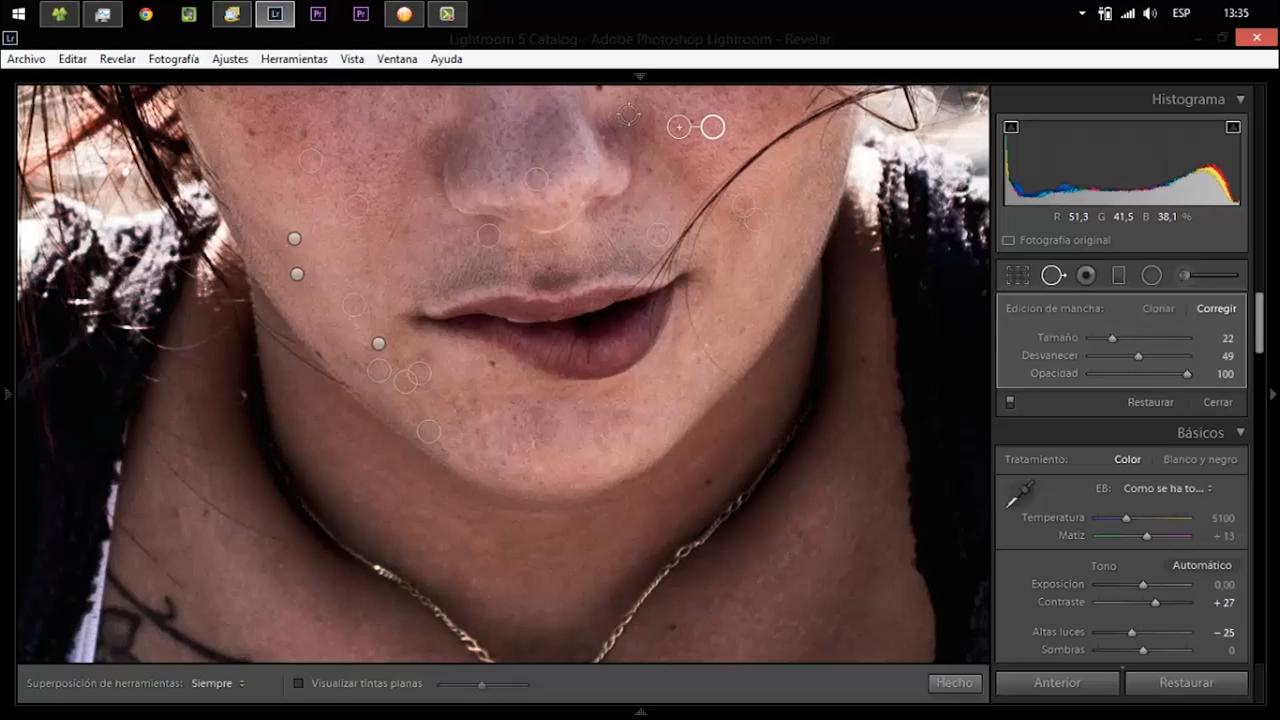 Lr Pr Pr ESP 13:35
Lr Lightroom 5 Catalog - Adobe Photoshop Lightroom - Revelar
Archivo Editar Revelar Fotografía Ajustes Herramientas Vista Ventana Ayuda
Histograma
R 51,3 G 41,5 B 38,1 %
Fotografía original
Edición de mancha: Clonar Corregir
Tamaño 22
Desvanecer 49
Opacidad 100
Restaurar Cerrar
Básicos
Tratamiento: Color Blanco y negro
EB: Como se ha to...
Temperatura 5100
Matiz + 13
Tono Automático
Exposición 0,00
Contraste + 27
Altas luces − 25
Sombras 0
Superposición de herramientas: Siempre Visualizar tintas planas Hecho Anterior Restaurar